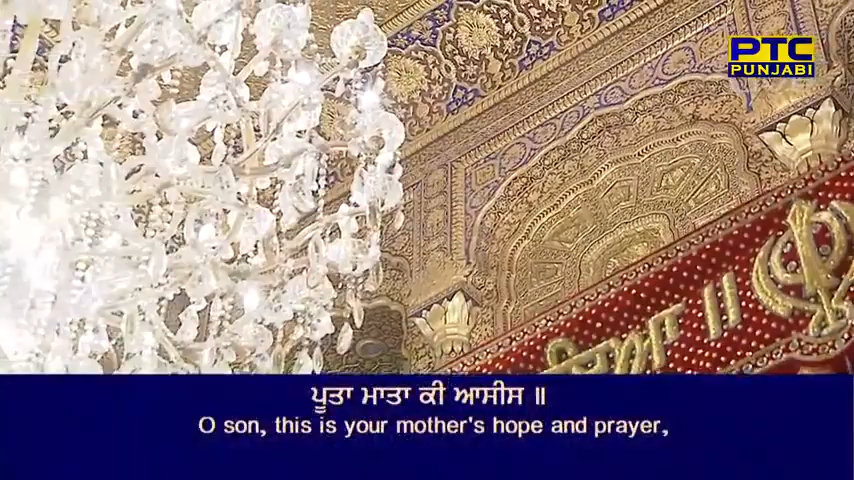 PTC
PUNJABI
ਪੂਤਾ ਮਾਤਾ ਕੀ ਆਸੀਸ ॥
O son, this is your mother's hope and prayer,